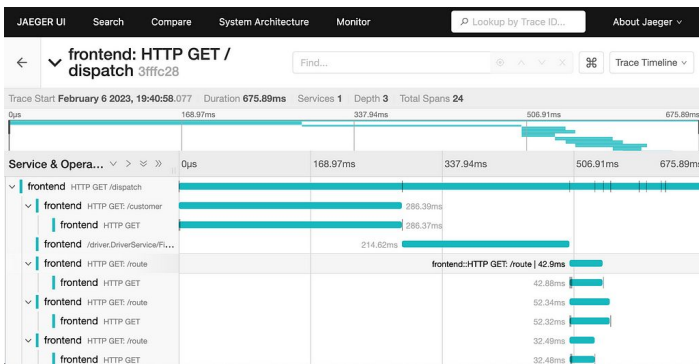 JAEGER UI Search Compare System Architecture Monitor Lookup by Trace ID... About Jaeger
frontend: HTTP GET /
dispatch 3fffc28
Find...
Trace Timeline
Trace Start February 6 2023, 19:40:58.077 Duration 675.89ms Services 1 Depth 3 Total Spans 24
0μs 168.97ms 337.94ms 506.91ms 675.89ms
Service & Opera... 0μs 168.97ms 337.94ms 506.91ms 675.89ms
frontend HTTP GET /dispatch
frontend HTTP GET: /customer 286.39ms
frontend HTTP GET 286.37ms
frontend /driver.DriverService/Fi... 214.62ms
frontend HTTP GET: /route frontend::HTTP GET: /route | 42.9ms
frontend HTTP GET 42.88ms
frontend HTTP GET: /route 52.34ms
frontend HTTP GET 52.32ms
frontend HTTP GET: /route 32.49ms
frontend HTTP GET 32.48ms